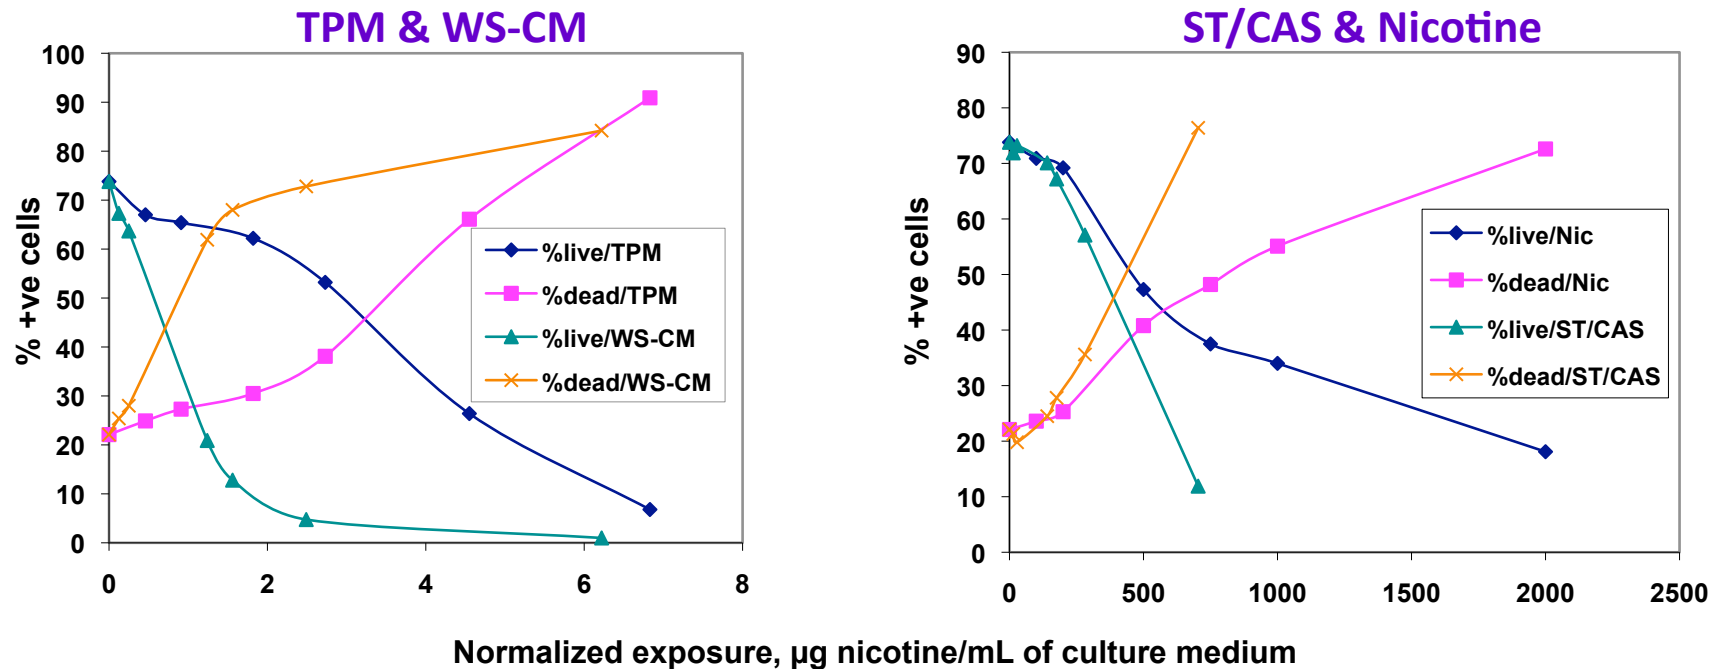 TPM & WS-CM
100
90
80
70
60
50
40
30
20
10
0
% +ve cells
0 2 4 6 8
%live/TPM
%dead/TPM
%live/WS-CM
%dead/WS-CM
ST/CAS & Nicotine
90
80
70
60
50
40
30
20
10
0
% +ve cells
0 500 1000 1500 2000 2500
%live/Nic
%dead/Nic
%live/ST/CAS
%dead/ST/CAS
Normalized exposure, µg nicotine/mL of culture medium